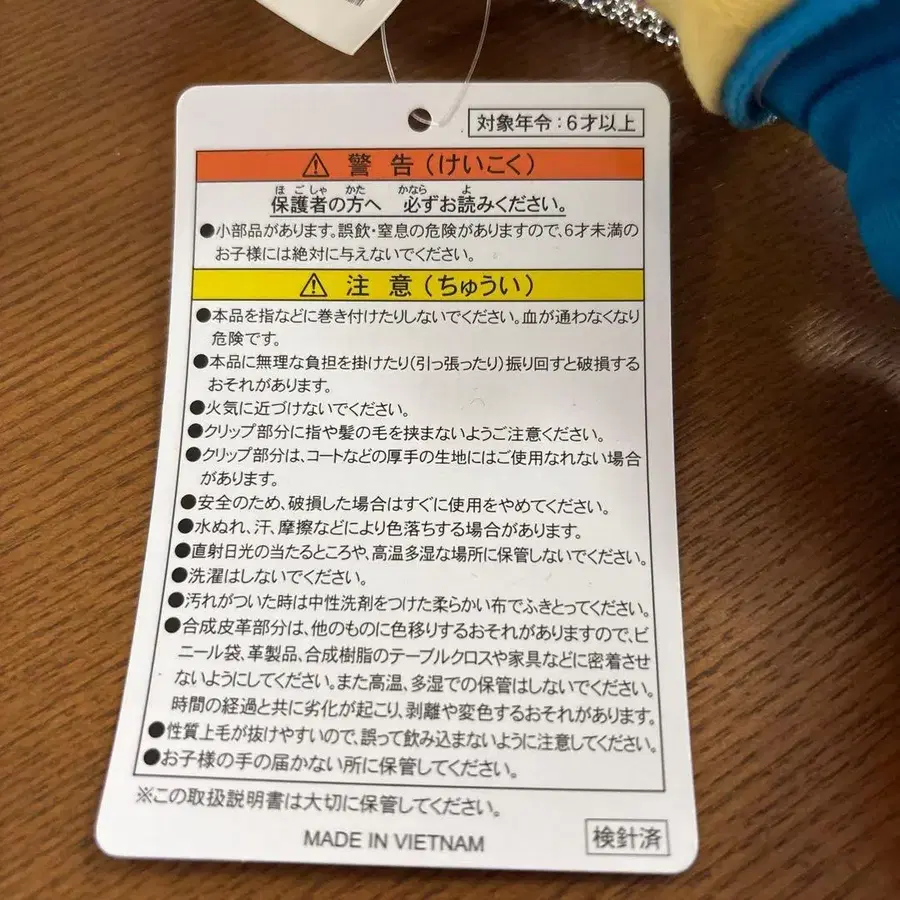 対象年令：6才以上
⚠ 警 告（けいこく）
保護者の方へ 必ずお読みください。
●小部品があります。誤飲・窒息の危険がありますので、6才未満の
お子様には絶対に与えないでください。
⚠ 注 意（ちゅうい）
●本品を指などに巻き付けたりしないでください。血が通わなくなり
危険です。
●本品に無理な負担を掛けたり（引っ張ったり）振り回すと破損する
おそれがあります。
●火気に近づけないでください。
●クリップ部分に指や髪の毛を挟まないようご注意ください。
●クリップ部分は、コートなどの厚手の生地にはご使用なれない場合
があります。
●安全のため、破損した場合はすぐに使用をやめてください。
●水ぬれ、汗、摩擦などにより色落ちする場合があります。
●直射日光の当たるところや、高温多湿な場所に保管しないでください。
●洗濯はしないでください。
●汚れがついた時は中性洗剤をつけた柔らかい布でふきとってください。
●合成皮革部分は、他のものに色移りするおそれがありますので、ビ
ニール袋、革製品、合成樹脂のテーブルクロスや家具などに密着させ
ないようにしてください。また高温、多湿での保管はしないでください。
時間の経過と共に劣化が起こり、剥離や変色するおそれがあります。
●性質上毛が抜けやすいので、誤って飲み込まないように注意してください。
●お子様の手の届かない所に保管してください。
※この取扱説明書は大切に保管してください。
MADE IN VIETNAM
検針済